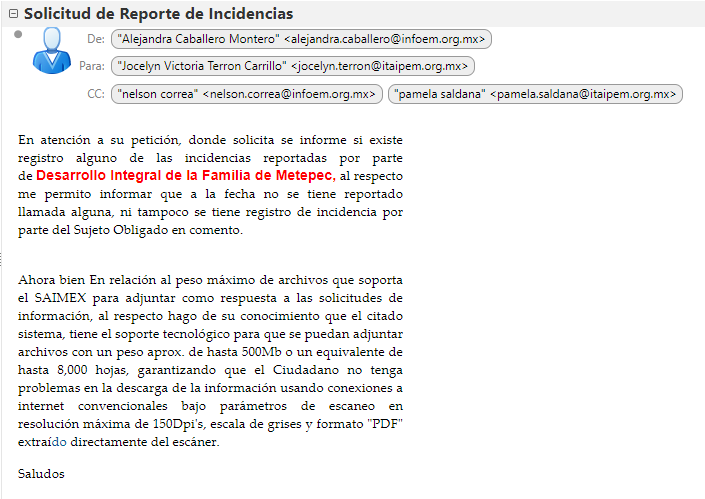 Solicitud de Reporte de Incidencias
De: "Alejandra Caballero Montero" <alejandra.caballero@infoem.org.mx>
Para: "Jocelyn Victoria Terron Carrillo" <jocelyn.terron@itaipem.org.mx>
CC: "nelson correa" <nelson.correa@infoem.org.mx> "pamela saldana" <pamela.saldana@itaipem.org.mx>
En atención a su petición, donde solicita se informe si existe
registro alguno de las incidencias reportadas por parte
de Desarrollo Integral de la Familia de Metepec, al respecto
me permito informar que a la fecha no se tiene reportado
llamada alguna, ni tampoco se tiene registro de incidencia por
parte del Sujeto Obligado en comento.
Ahora bien En relación al peso máximo de archivos que soporta
el SAIMEX para adjuntar como respuesta a las solicitudes de
información, al respecto hago de su conocimiento que el citado
sistema, tiene el soporte tecnológico para que se puedan adjuntar
archivos con un peso aprox. de hasta 500Mb o un equivalente de
hasta 8,000 hojas, garantizando que el Ciudadano no tenga
problemas en la descarga de la información usando conexiones a
internet convencionales bajo parámetros de escaneo en
resolución máxima de 150Dpi's, escala de grises y formato "PDF"
extraído directamente del escáner.
Saludos